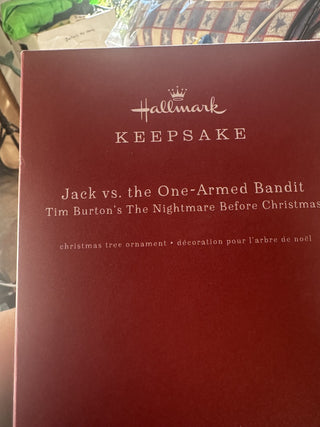 Hallmark
KEEPSAKE
Jack vs. the One-Armed Bandit
Tim Burton's The Nightmare Before Christmas
christmas tree ornament • décoration pour l'arbre de noël